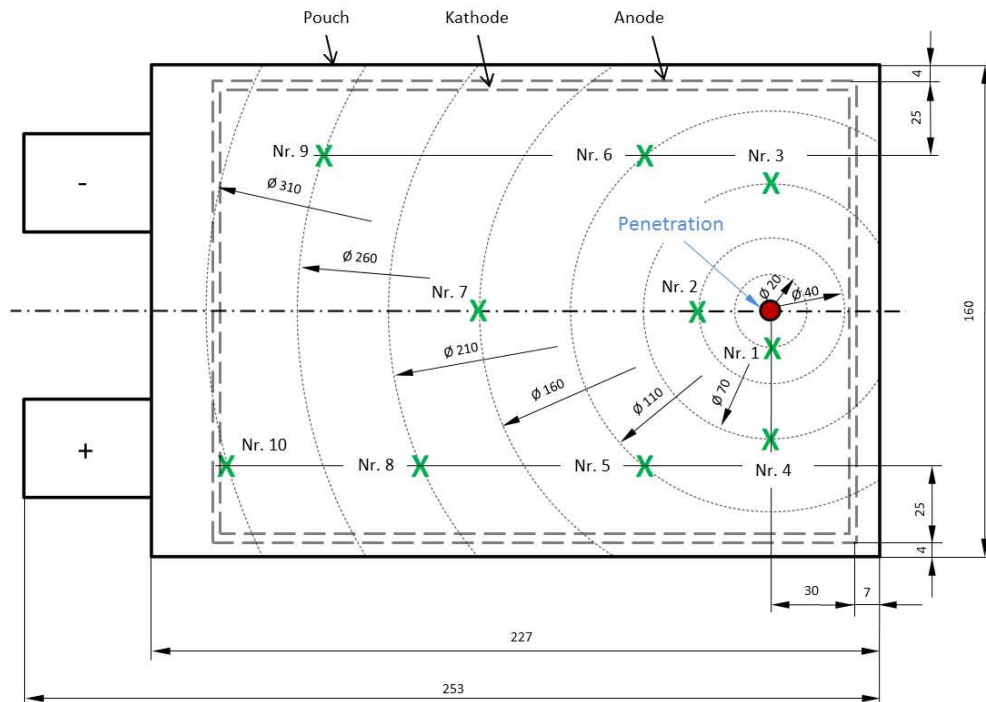 Pouch
Kathode
Anode
4
25
Nr. 9
Nr. 6
Nr. 3
-
Ø 310
Penetration
Ø 260
Ø 20
Ø 40
Nr. 7
Nr. 2
160
Nr. 1
Ø 210
Ø 160
Ø 110
Ø 70
+
Nr. 10
Nr. 8
Nr. 5
Nr. 4
25
4
30
7
227
253